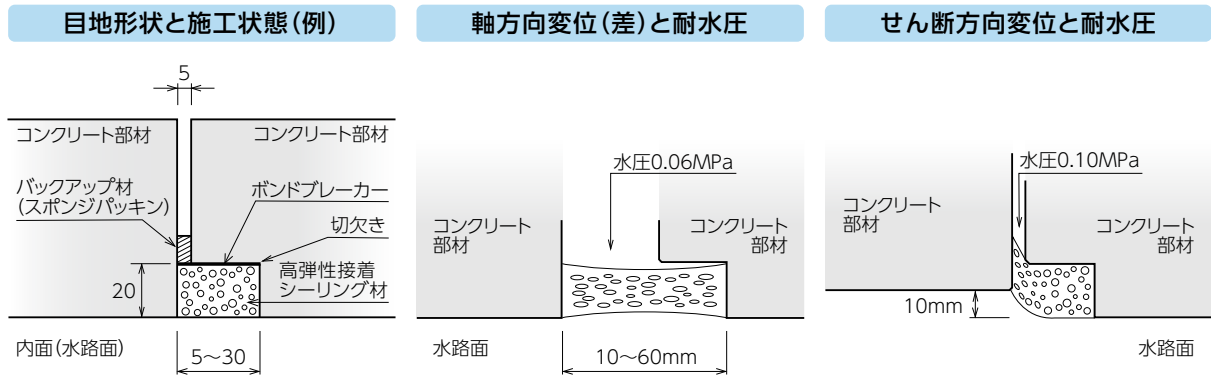 目地形状と施工状態(例)
5
コンクリート部材
コンクリート部材
バックアップ材
(スポンジパッキン)
ボンドブレーカー
切欠き
高弾性接着
シーリング材
20
内面(水路面)
5〜30
軸方向変位(差)と耐水圧
水圧0.06MPa
コンクリート
部材
コンクリート
部材
水路面
10〜60mm
せん断方向変位と耐水圧
水圧0.10MPa
コンクリート
部材
コンクリート
部材
10mm
水路面